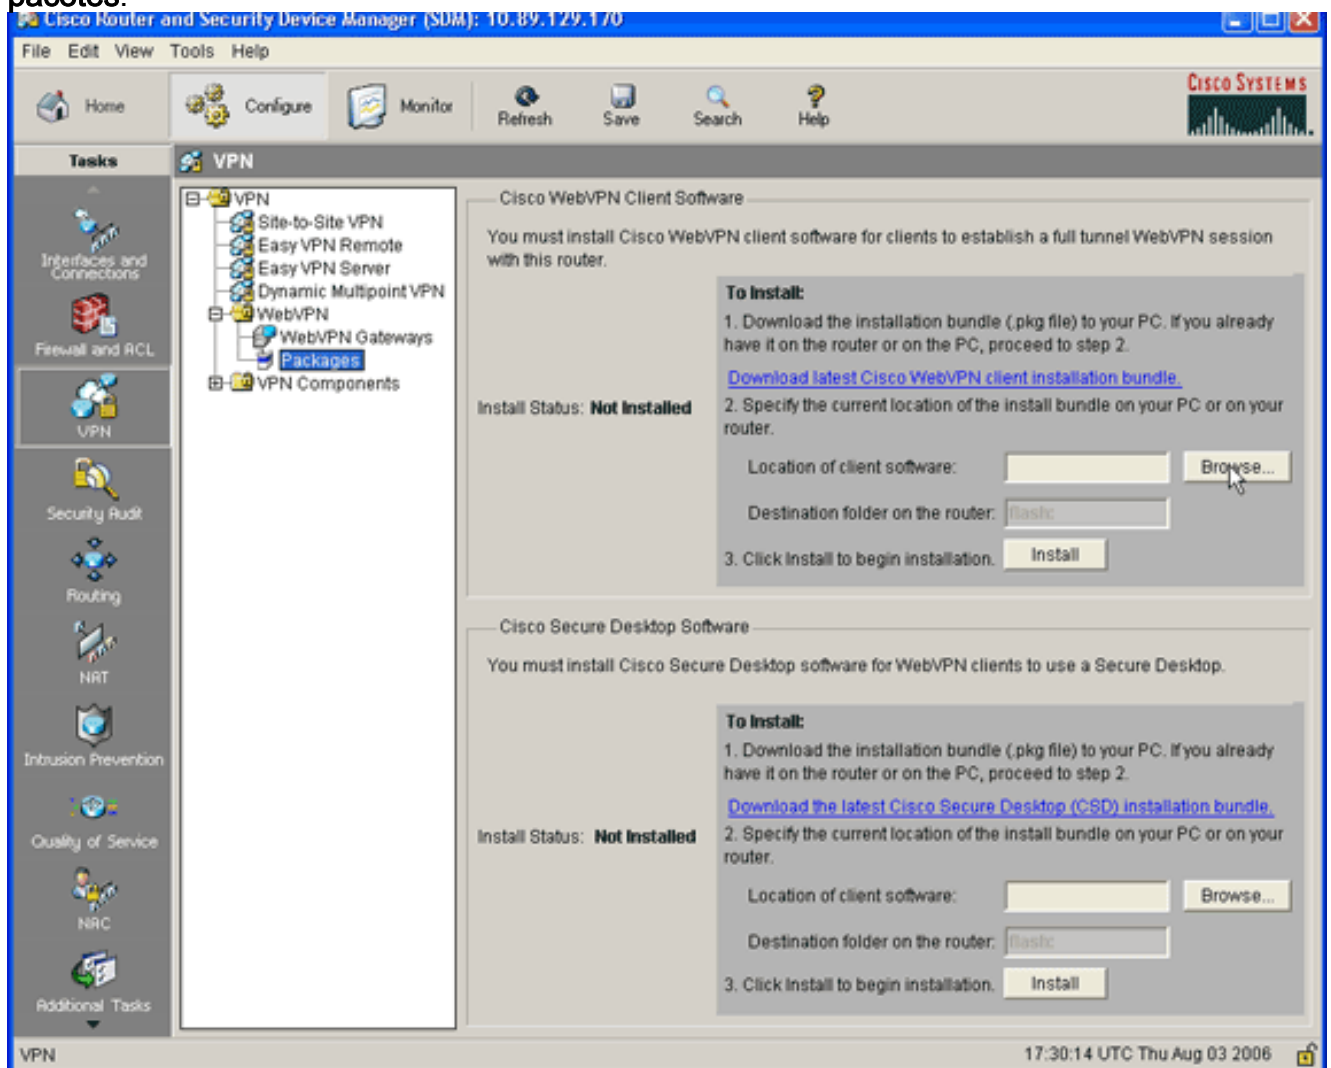 pacotes.
Cisco Router and Security Device Manager (SDM): 10.89.129.170
File Edit View Tools Help
Home Configure Monitor Refresh Save Search Help
CISCO SYSTEMS
Tasks
VPN
Interfaces and Connections
Firewall and ACL
VPN
Security Audit
Routing
NAT
Intrusion Prevention
Quality of Service
NAC
Additional Tasks
VPN
Site-to-Site VPN
Easy VPN Remote
Easy VPN Server
Dynamic Multipoint VPN
WebVPN
WebVPN Gateways
Packages
VPN Components
Cisco WebVPN Client Software
You must install Cisco WebVPN client software for clients to establish a full tunnel WebVPN session
with this router.
Install Status: Not Installed
To Install:
1. Download the installation bundle (.pkg file) to your PC. If you already
have it on the router or on the PC, proceed to step 2.
Download latest Cisco WebVPN client installation bundle.
2. Specify the current location of the install bundle on your PC or on your
router.
Location of client software: Browse...
Destination folder on the router: flash:
3. Click Install to begin installation. Install
Cisco Secure Desktop Software
You must install Cisco Secure Desktop software for WebVPN clients to use a Secure Desktop.
Install Status: Not Installed
To Install:
1. Download the installation bundle (.pkg file) to your PC. If you already
have it on the router or on the PC, proceed to step 2.
Download the latest Cisco Secure Desktop (CSD) installation bundle.
2. Specify the current location of the install bundle on your PC or on your
router.
Location of client software: Browse...
Destination folder on the router: flash:
3. Click Install to begin installation. Install
VPN
17:30:14 UTC Thu Aug 03 2006